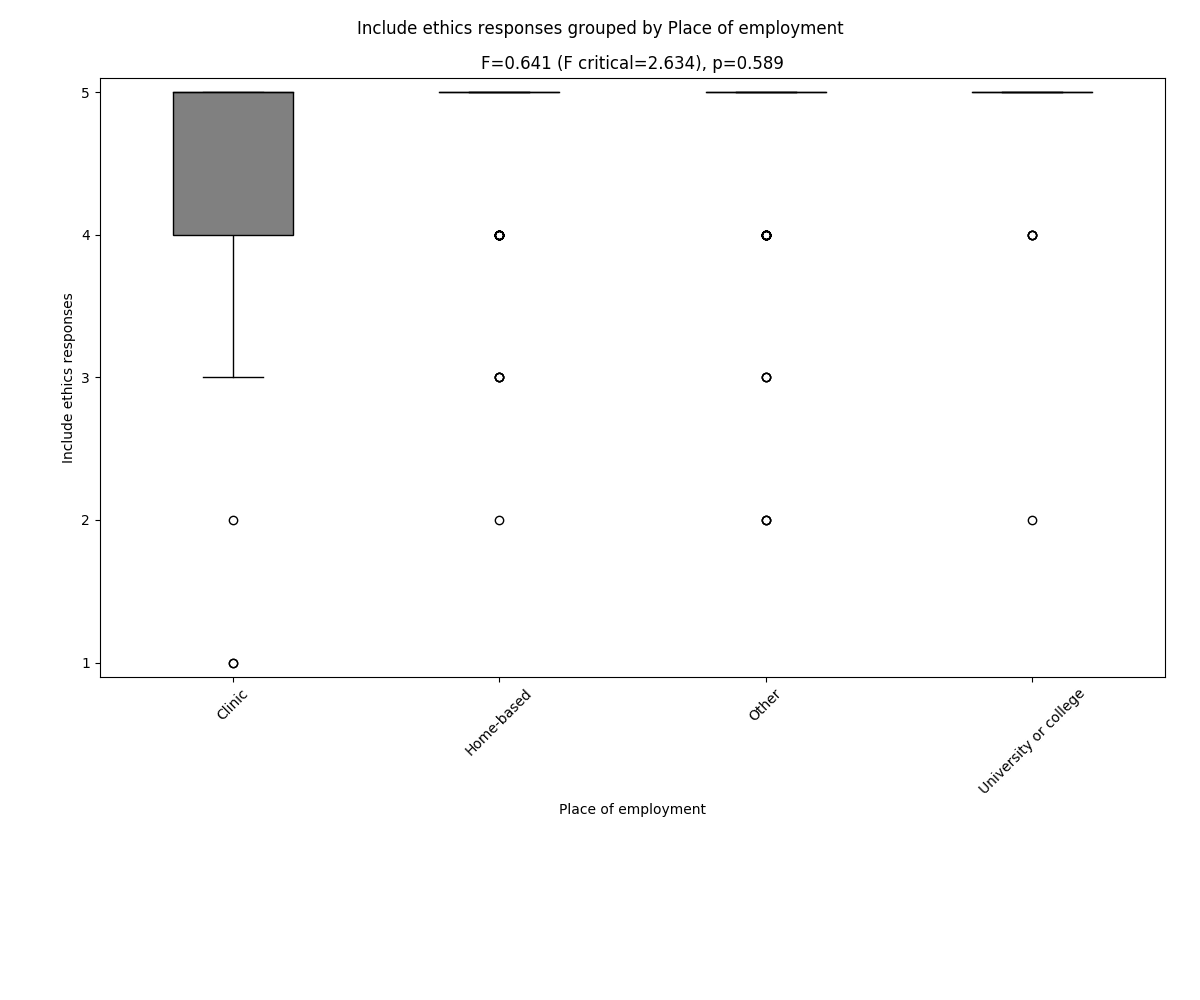 Include ethics responses grouped by Place of employment
F=0.641 (F critical=2.634), p=0.589
5
4
3
2
1
Include ethics responses
Clinic
Home-based
Other
University or college
Place of employment